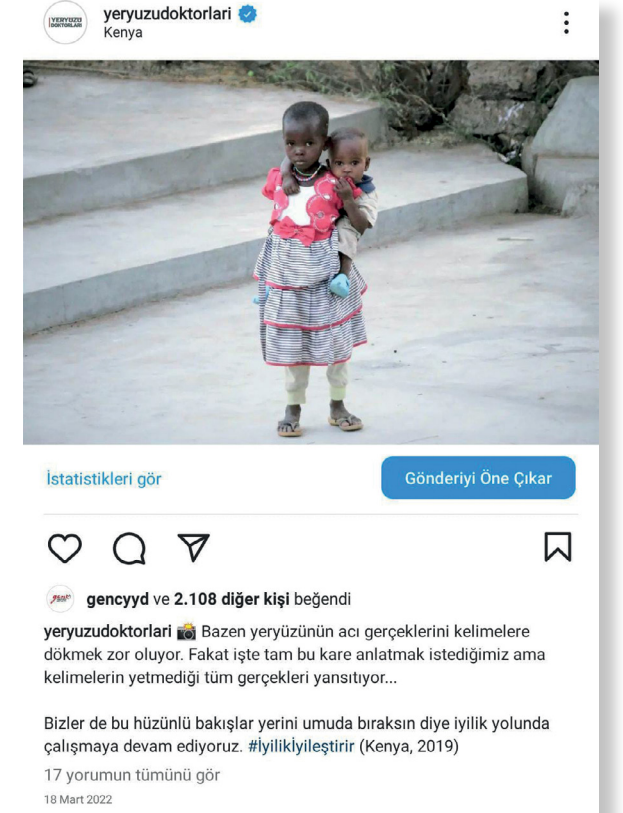 YERYÜZÜ
DOKTORLARI
yeryuzudoktorlari
Kenya
İstatistikleri gör
Gönderiyi Öne Çıkar
genç
gencyyd ve 2.108 diğer kişi beğendi
yeryuzudoktorlari 📸 Bazen yeryüzünün acı gerçeklerini kelimelere
dökmek zor oluyor. Fakat işte tam bu kare anlatmak istediğimiz ama
kelimelerin yetmediği tüm gerçekleri yansıtıyor...
Bizler de bu hüzünlü bakışlar yerini umuda bıraksın diye iyilik yolunda
çalışmaya devam ediyoruz. #İyilikİyileştirir (Kenya, 2019)
17 yorumun tümünü gör
18 Mart 2022